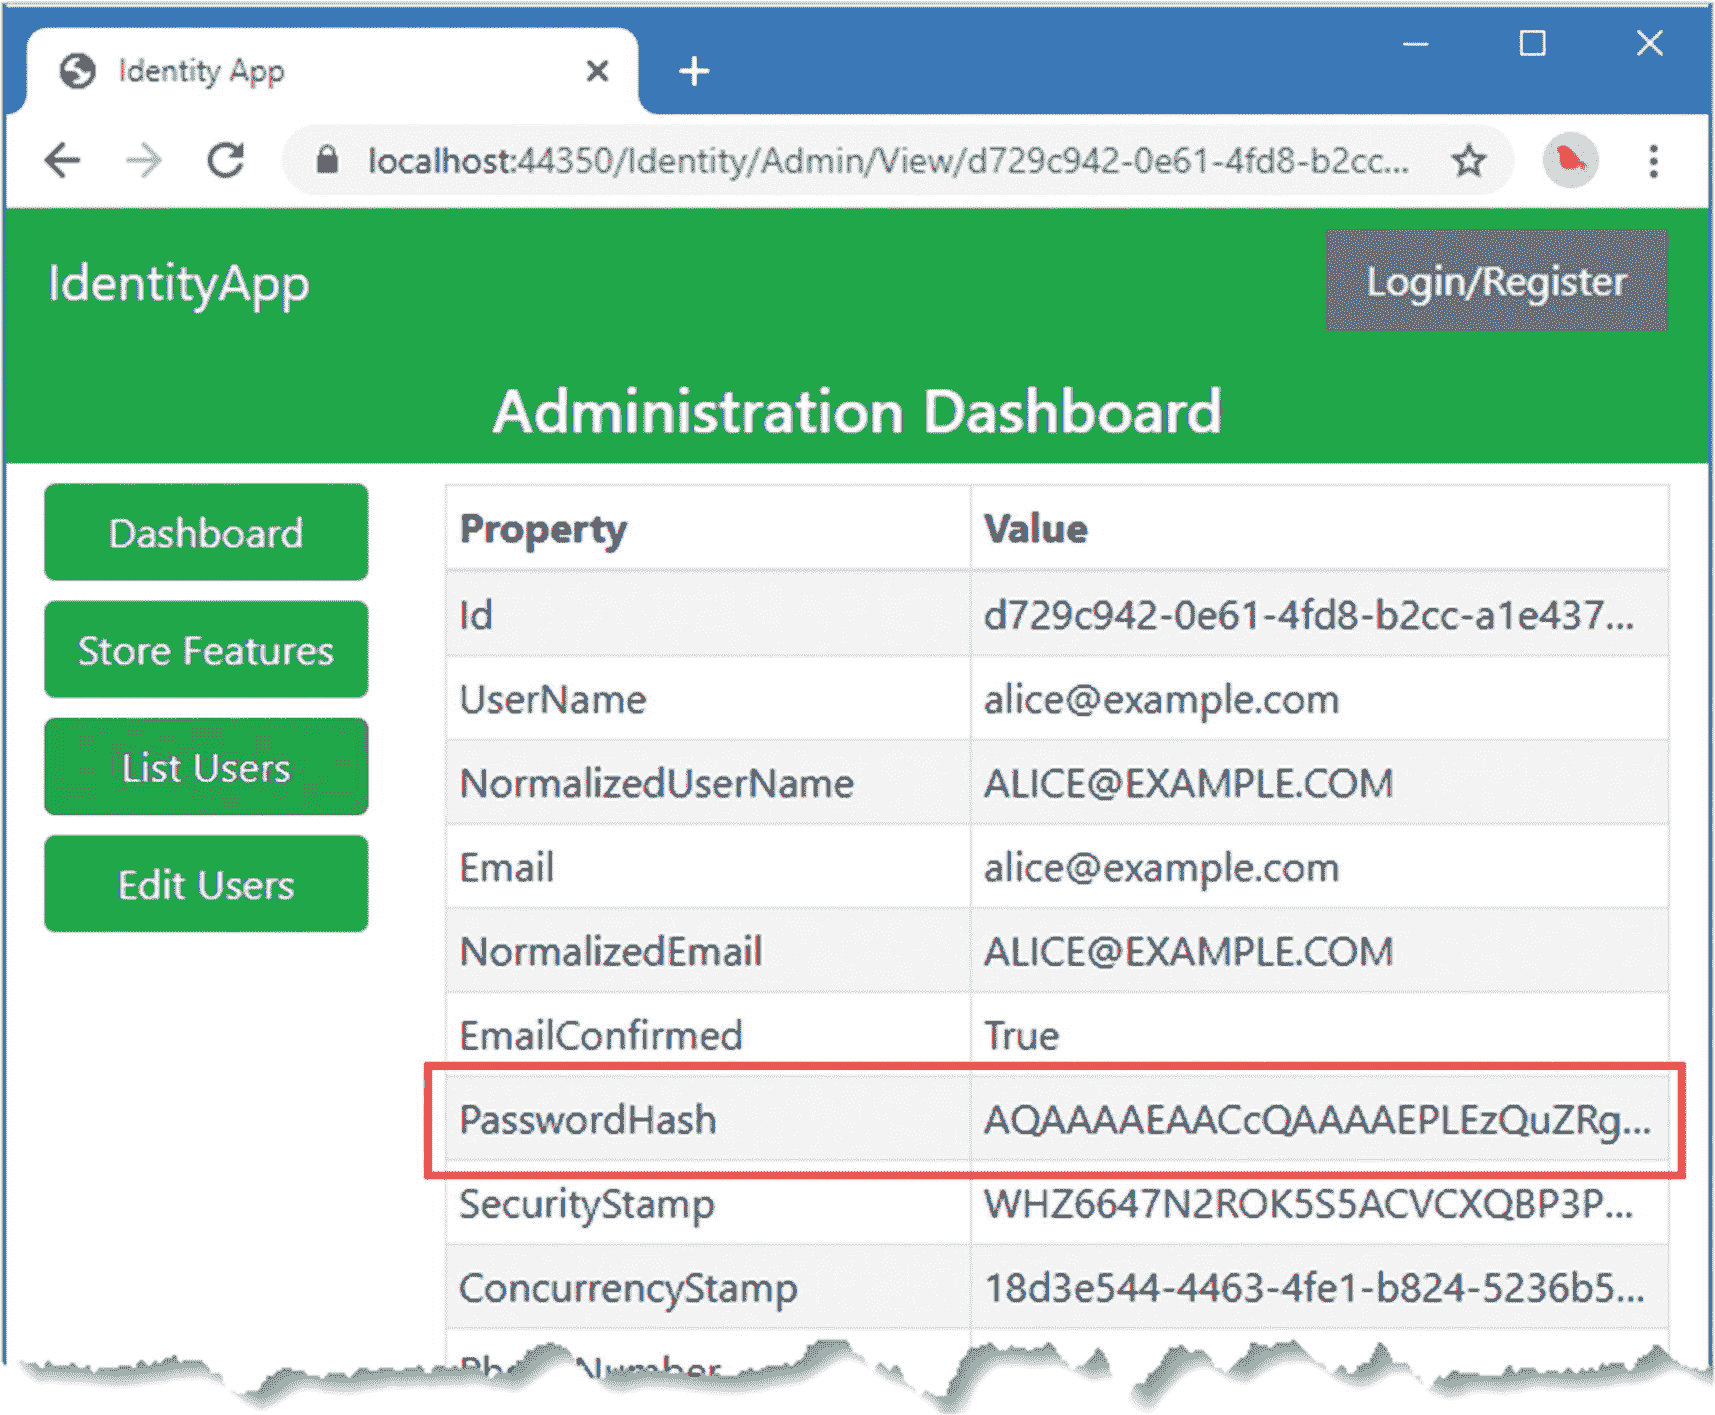 Identity App
localhost:44350/Identity/Admin/View/d729c942-0e61-4fd8-b2cc...
IdentityApp
Login/Register
Administration Dashboard
Dashboard
Store Features
List Users
Edit Users
Property Value
Id d729c942-0e61-4fd8-b2cc-a1e437...
UserName alice@example.com
NormalizedUserName ALICE@EXAMPLE.COM
Email alice@example.com
NormalizedEmail ALICE@EXAMPLE.COM
EmailConfirmed True
PasswordHash AQAAAAEAACcQAAAAEPLEzQuZRg...
SecurityStamp WHZ6647N2ROK5S5ACVCXQBP3P...
ConcurrencyStamp 18d3e544-4463-4fe1-b824-5236b5...